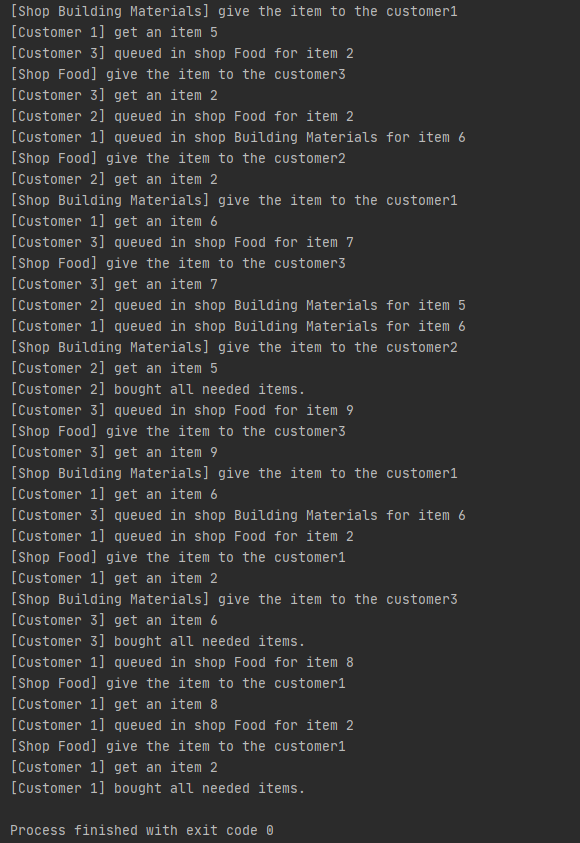 [Shop Building Materials] give the item to the customer1
[Customer 1] get an item 5
[Customer 3] queued in shop Food for item 2
[Shop Food] give the item to the customer3
[Customer 3] get an item 2
[Customer 2] queued in shop Food for item 2
[Customer 1] queued in shop Building Materials for item 6
[Shop Food] give the item to the customer2
[Customer 2] get an item 2
[Shop Building Materials] give the item to the customer1
[Customer 1] get an item 6
[Customer 3] queued in shop Food for item 7
[Shop Food] give the item to the customer3
[Customer 3] get an item 7
[Customer 2] queued in shop Building Materials for item 5
[Customer 1] queued in shop Building Materials for item 6
[Shop Building Materials] give the item to the customer2
[Customer 2] get an item 5
[Customer 2] bought all needed items.
[Customer 3] queued in shop Food for item 9
[Shop Food] give the item to the customer3
[Customer 3] get an item 9
[Shop Building Materials] give the item to the customer1
[Customer 1] get an item 6
[Customer 3] queued in shop Building Materials for item 6
[Customer 1] queued in shop Food for item 2
[Shop Food] give the item to the customer1
[Customer 1] get an item 2
[Shop Building Materials] give the item to the customer3
[Customer 3] get an item 6
[Customer 3] bought all needed items.
[Customer 1] queued in shop Food for item 8
[Shop Food] give the item to the customer1
[Customer 1] get an item 8
[Customer 1] queued in shop Food for item 2
[Shop Food] give the item to the customer1
[Customer 1] get an item 2
[Customer 1] bought all needed items.
Process finished with exit code 0